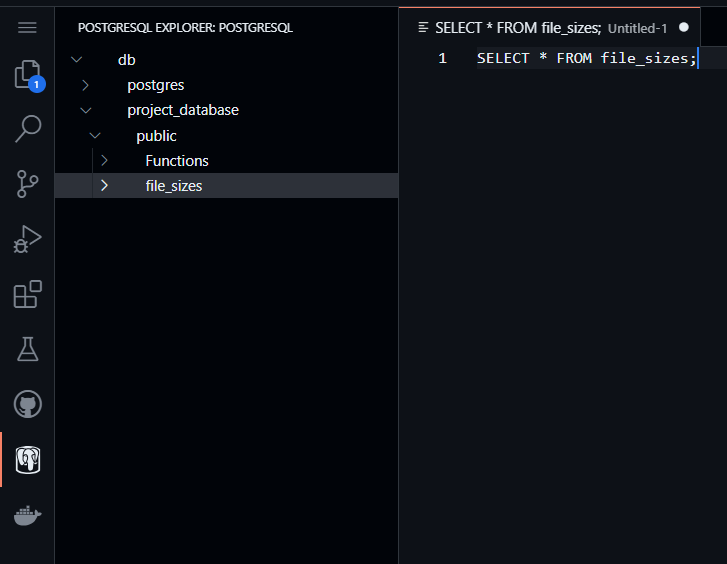 POSTGRESQL EXPLORER: POSTGRESQL
db
postgres
project_database
public
Functions
file_sizes
1
SELECT * FROM file_sizes; Untitled-1
1 SELECT * FROM file_sizes;